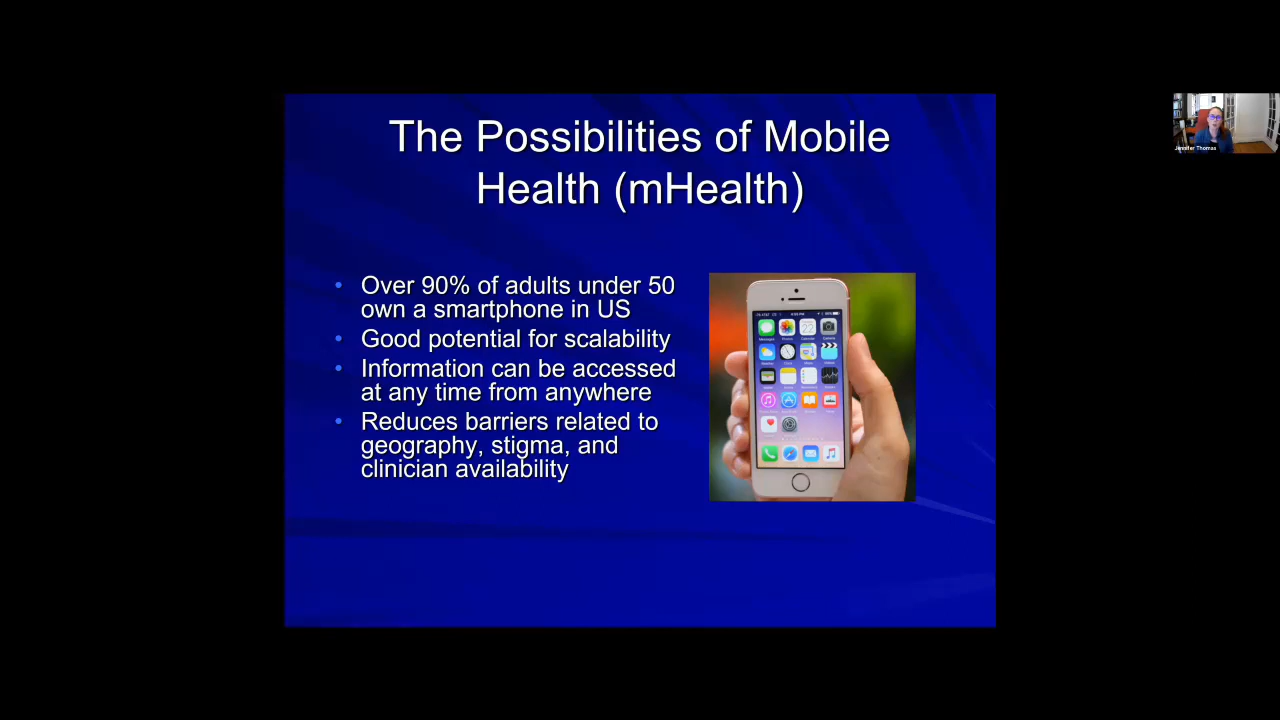 The Possibilities of Mobile
Health (mHealth)
• Over 90% of adults under 50
own a smartphone in US
• Good potential for scalability
• Information can be accessed
at any time from anywhere
• Reduces barriers related to
geography, stigma, and
clinician availability
Jennifer Thomas